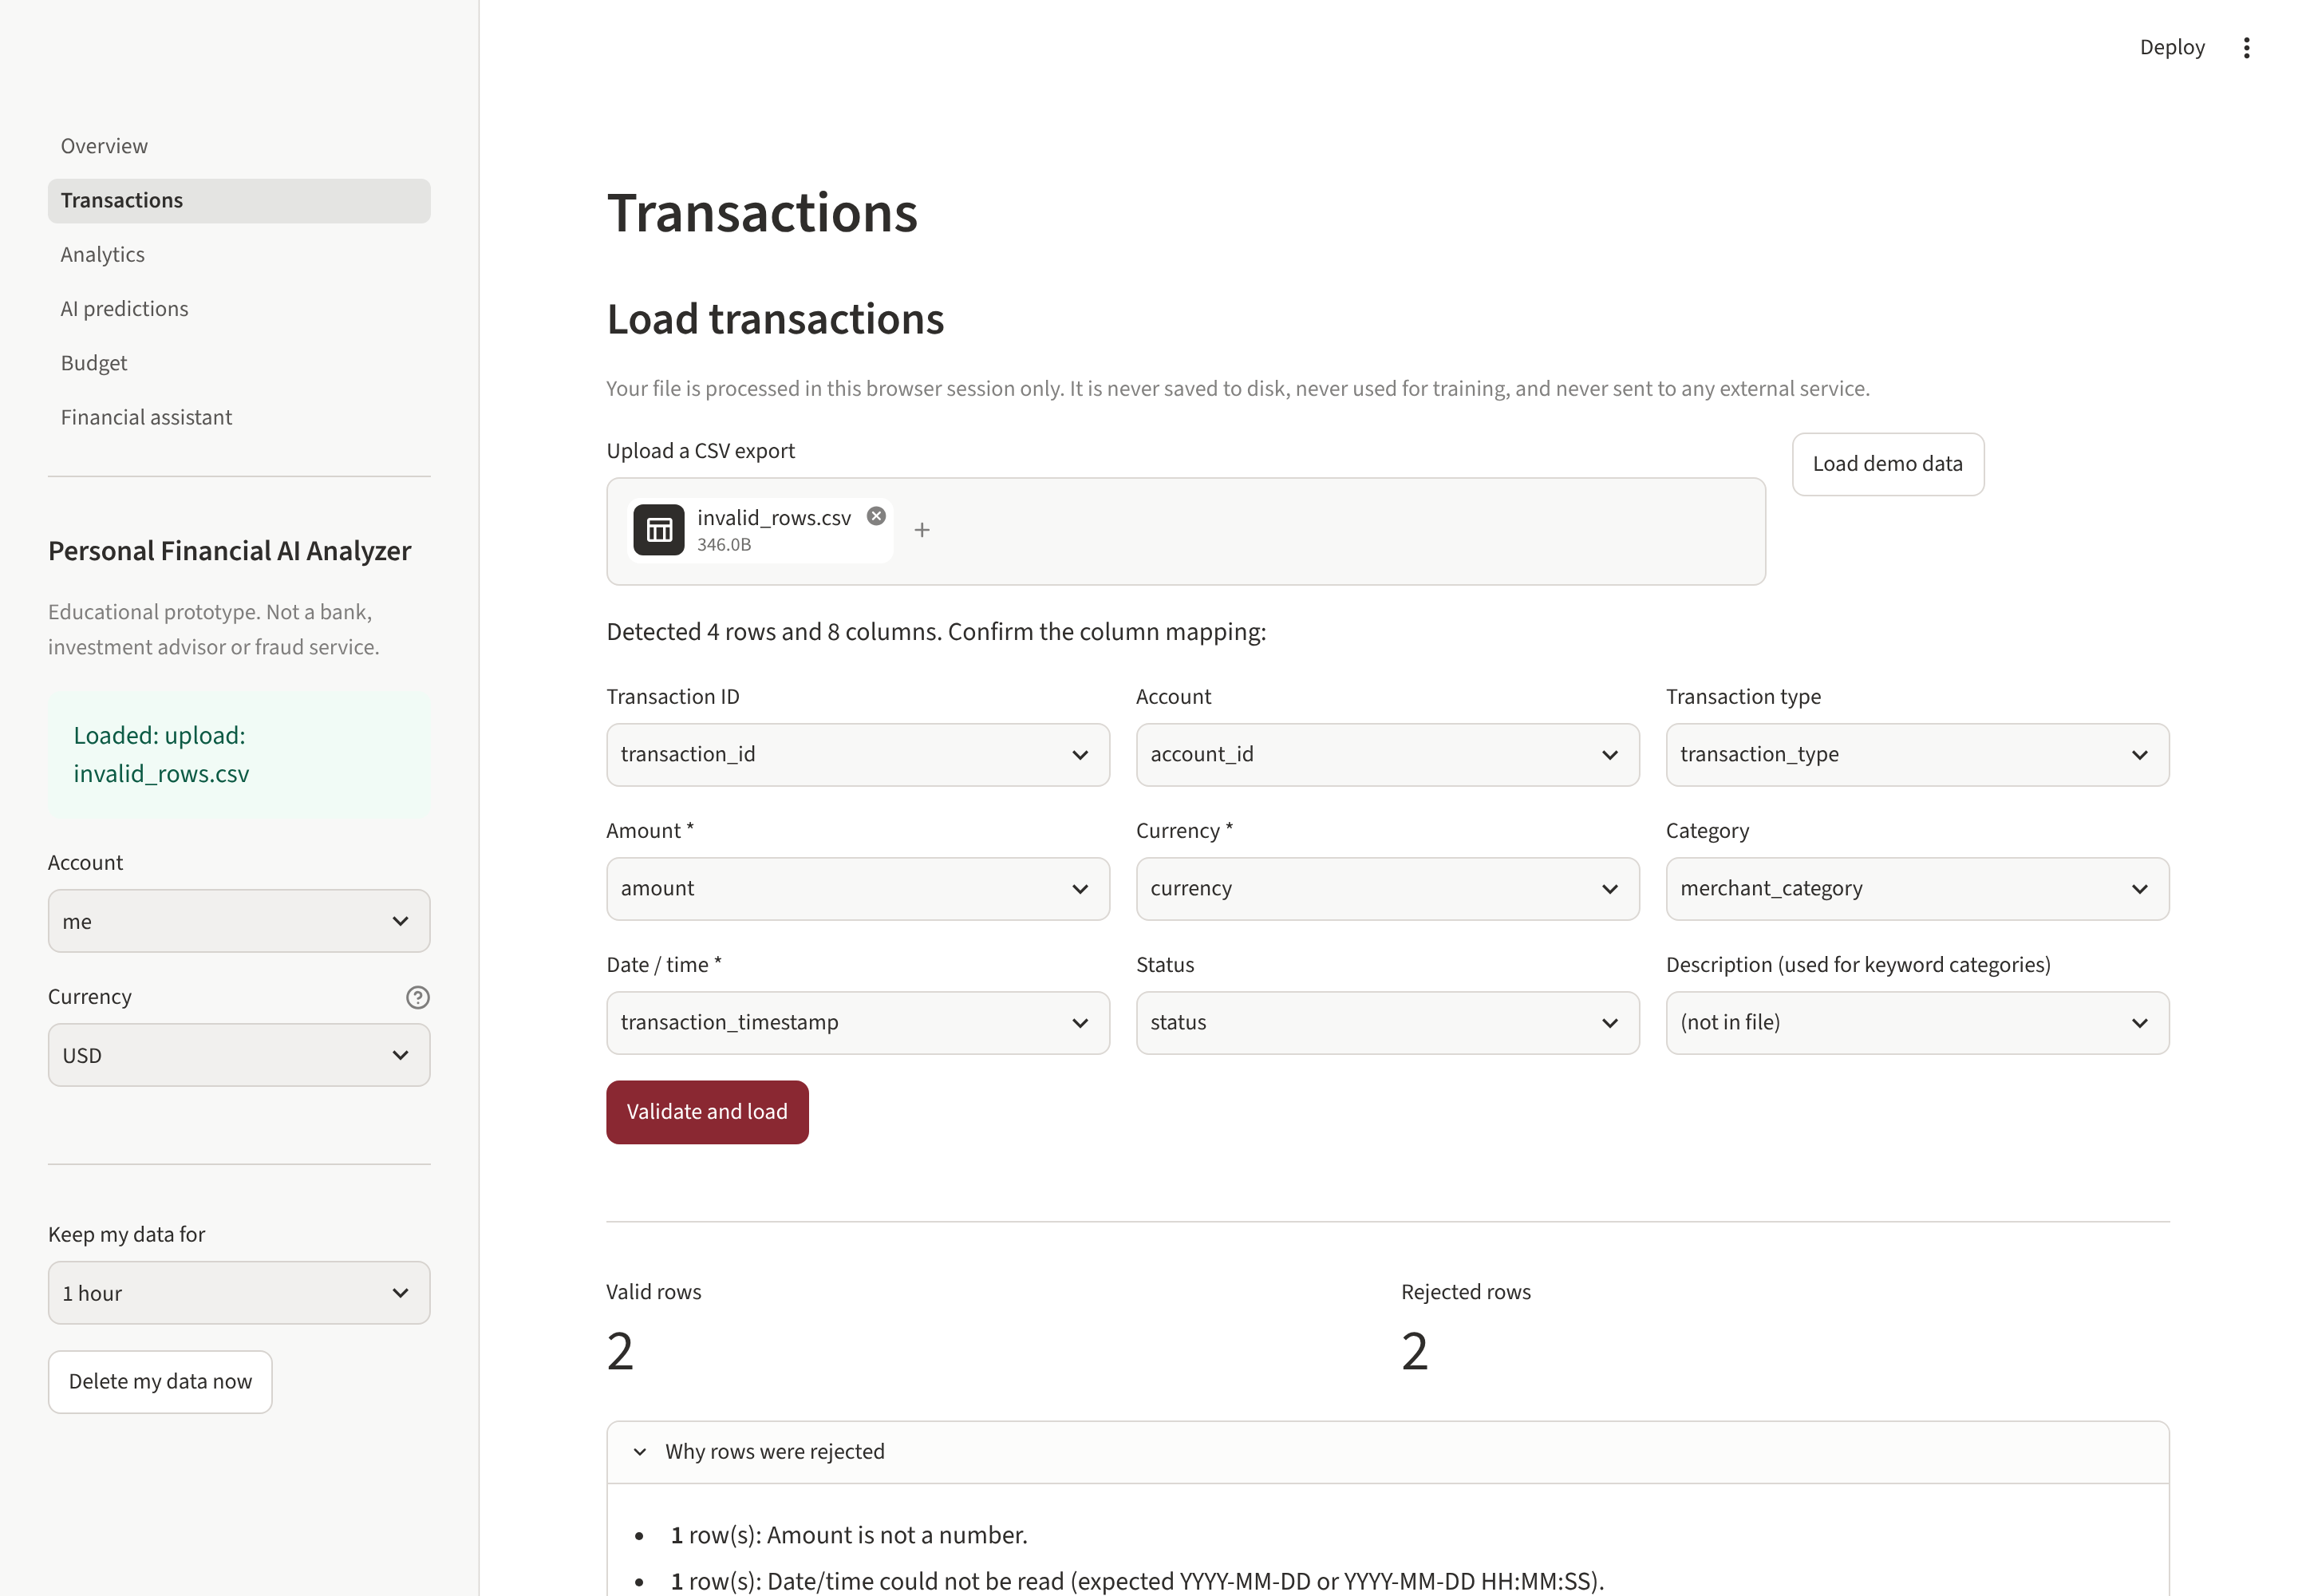 Deploy
Overview
Transactions
Analytics
AI predictions
Budget
Financial assistant
Personal Financial AI Analyzer
Educational prototype. Not a bank,
investment advisor or fraud service.
Loaded: upload:
invalid_rows.csv
Account
me
Currency
USD
Keep my data for
1 hour
Delete my data now
Transactions
Load transactions
Your file is processed in this browser session only. It is never saved to disk, never used for training, and never sent to any external service.
Upload a CSV export
Load demo data
invalid_rows.csv
346.0B
Detected 4 rows and 8 columns. Confirm the column mapping:
Transaction ID
Account
Transaction type
transaction_id
account_id
transaction_type
Amount *
Currency *
Category
amount
currency
merchant_category
Date / time *
Status
Description (used for keyword categories)
transaction_timestamp
status
(not in file)
Validate and load
Valid rows
Rejected rows
2
2
Why rows were rejected
• 1 row(s): Amount is not a number.
• 1 row(s): Date/time could not be read (expected YYYY-MM-DD or YYYY-MM-DD HH:MM:SS).